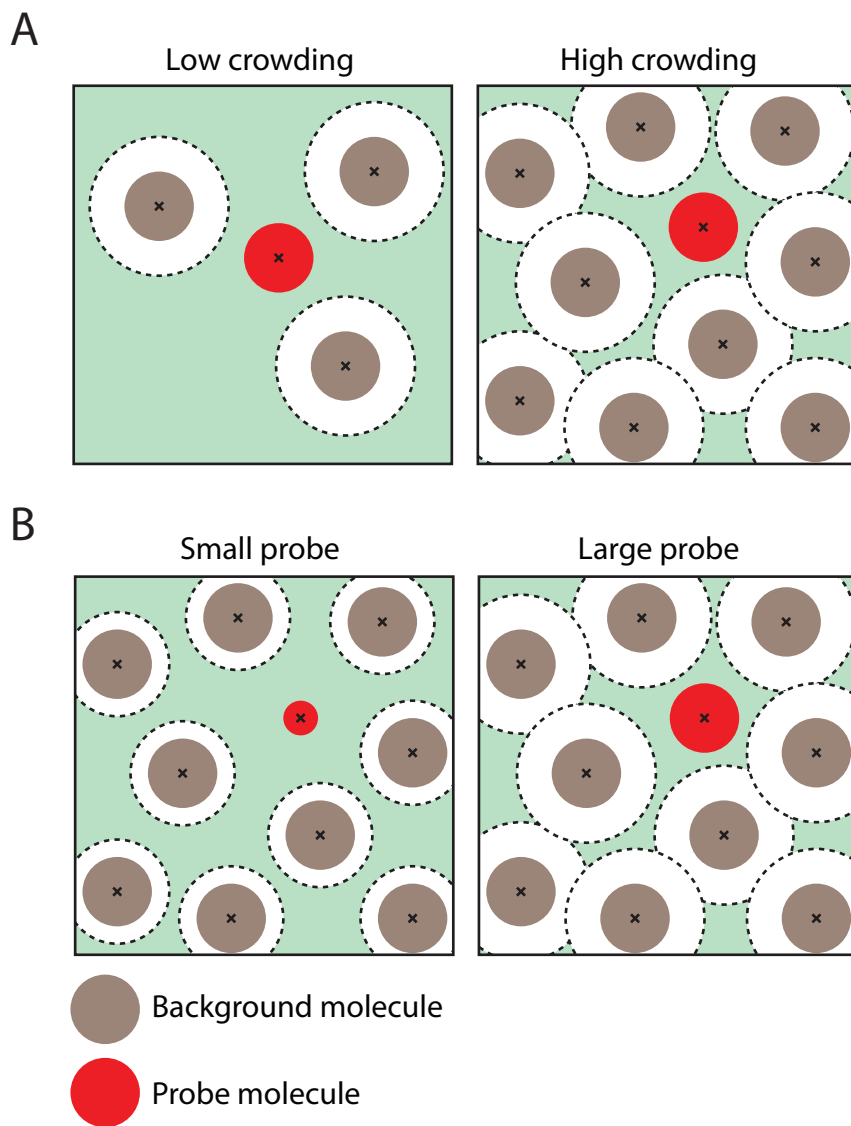 A
Low crowding
High crowding
B
Small probe
Large probe
Background molecule
Probe molecule